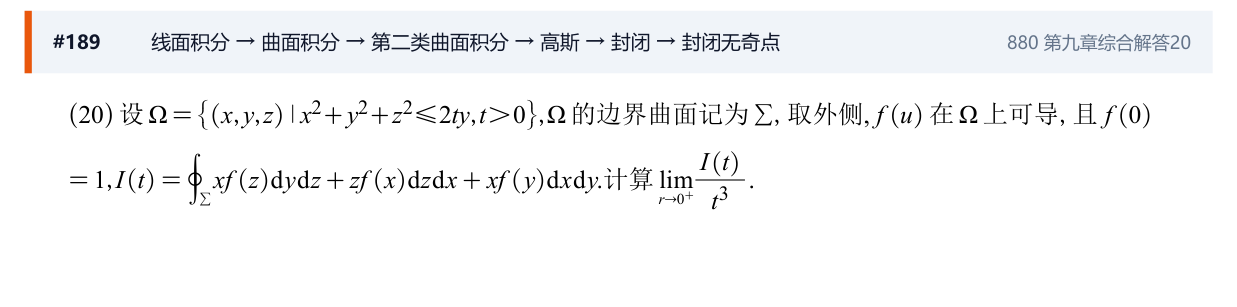 #189 线面积分 → 曲面积分 → 第二类曲面积分 → 高斯 → 封闭 → 封闭无奇点 880 第九章综合解答20
(20) 设 Ω={(x,y,z) | x²+y²+z²⩽2ty,t>0},Ω 的边界曲面记为 Σ, 取外侧, f(u) 在 Ω 上可导, 且 f(0)
=1,I(t)=∯_Σ xf(z)dydz+zf(x)dzdx+xf(y)dxdy.计算 lim_{r→0⁺} I(t)/t³.